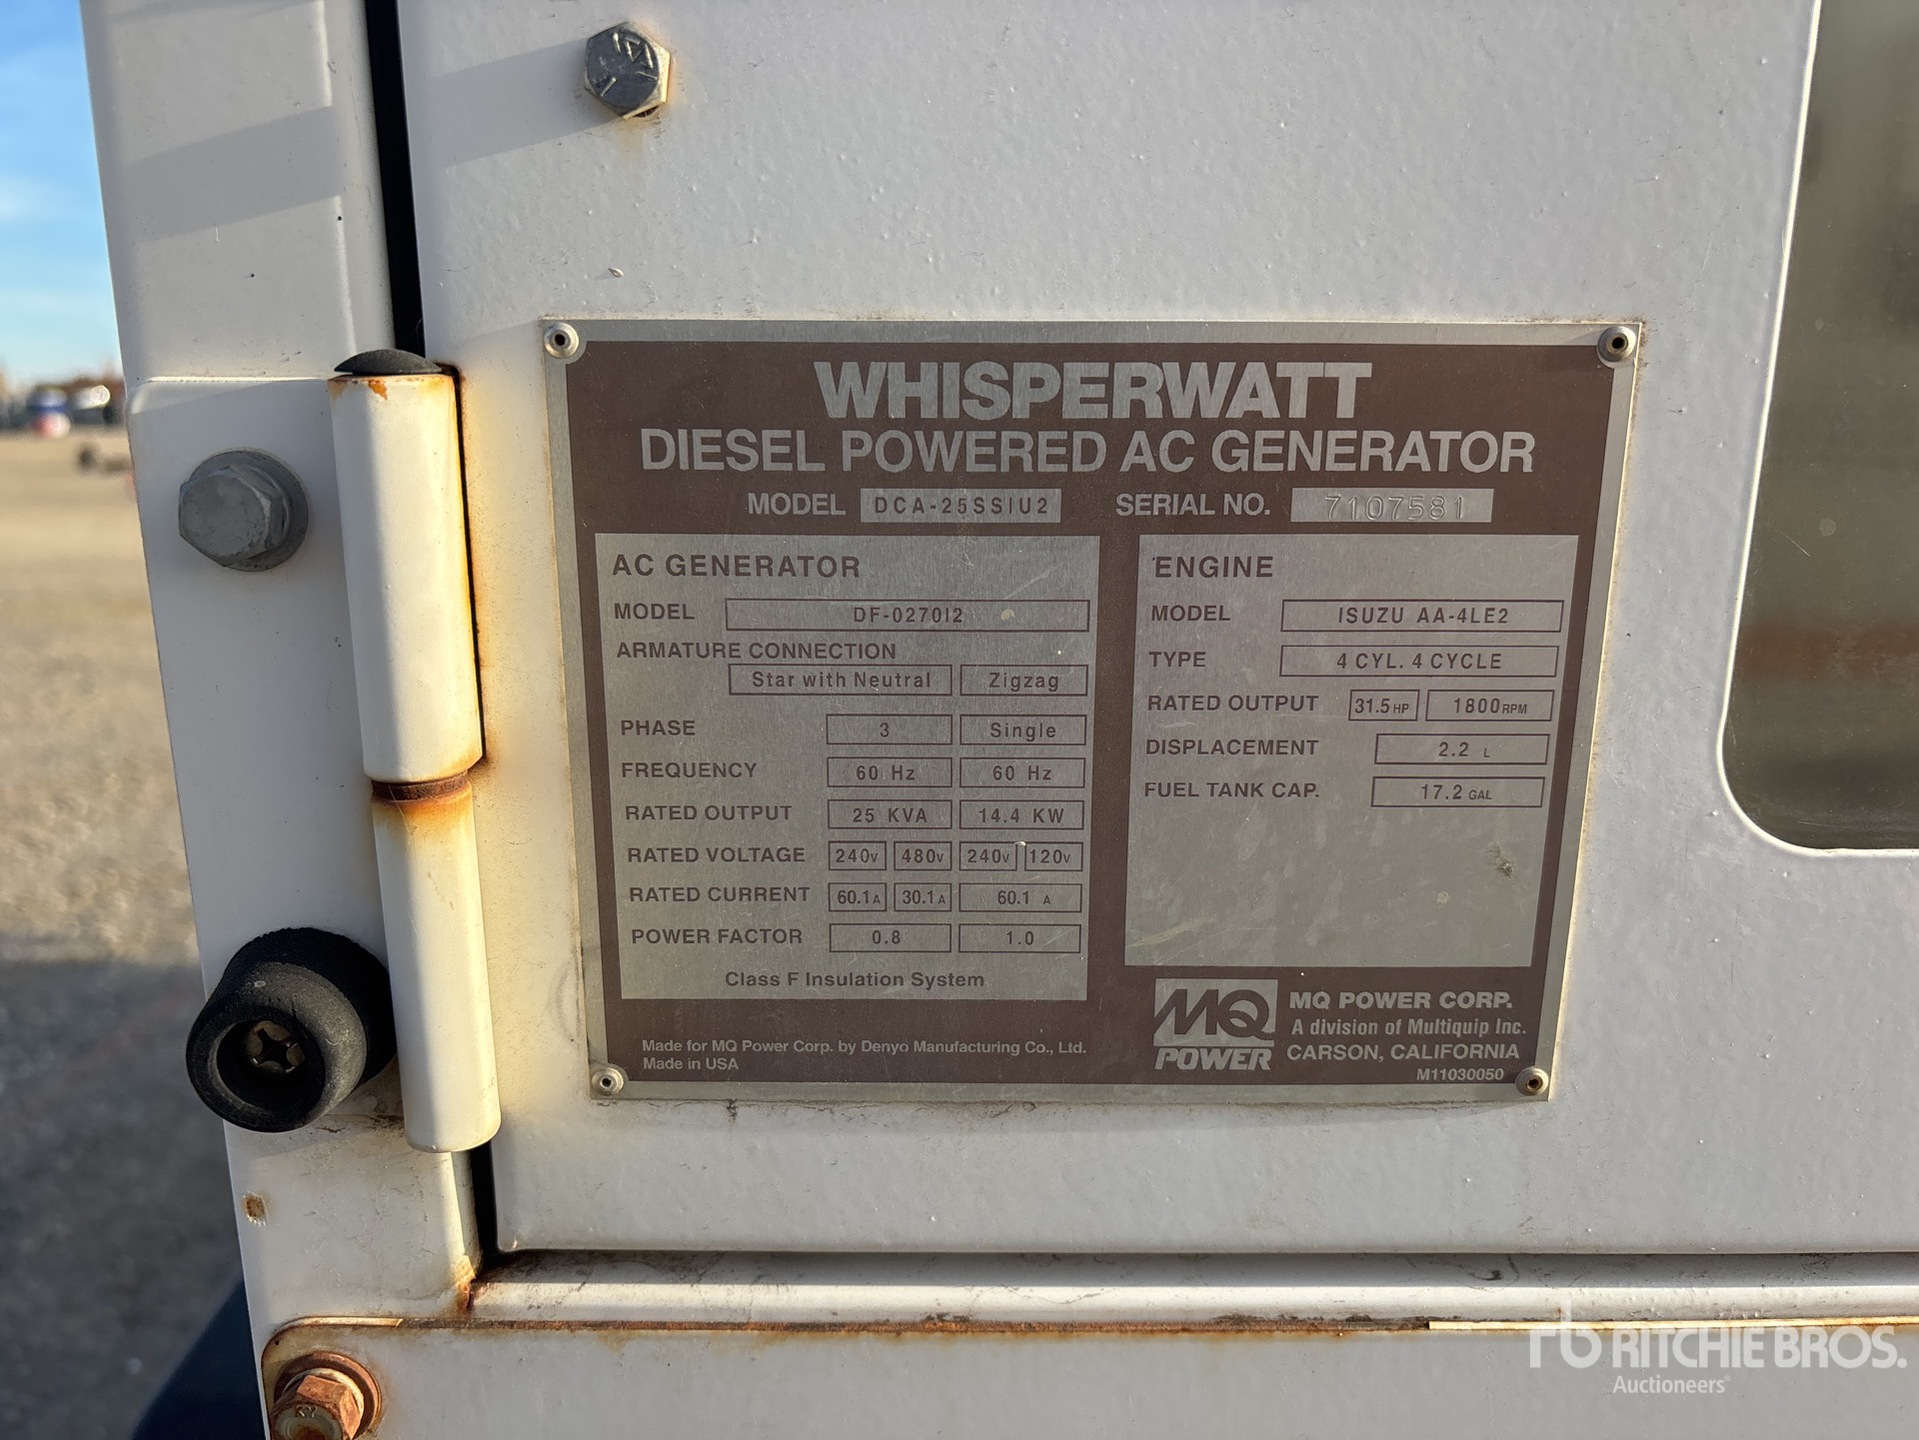 WHISPERWATT
DIESEL POWERED AC GENERATOR
MODEL DCA-25SSIU2 SERIAL NO. 7107581
AC GENERATOR
MODEL DF-0270I2
ARMATURE CONNECTION
Star with Neutral Zigzag
PHASE 3 Single
FREQUENCY 60 Hz 60 Hz
RATED OUTPUT 25 KVA 14.4 KW
RATED VOLTAGE 240V 480V 240V 120V
RATED CURRENT 60.1A 30.1A 60.1 A
POWER FACTOR 0.8 1.0
Class F Insulation System
ENGINE
MODEL ISUZU AA-4LE2
TYPE 4 CYL. 4 CYCLE
RATED OUTPUT 31.5 HP 1800RPM
DISPLACEMENT 2.2 L
FUEL TANK CAP. 17.2 GAL
Made for MQ Power Corp. by Denyo Manufacturing Co., Ltd.
Made in USA
MQ
POWER
MQ POWER CORP.
A division of Multiquip Inc.
CARSON, CALIFORNIA
M11030050
rb RITCHIE BROS.
Auctioneers